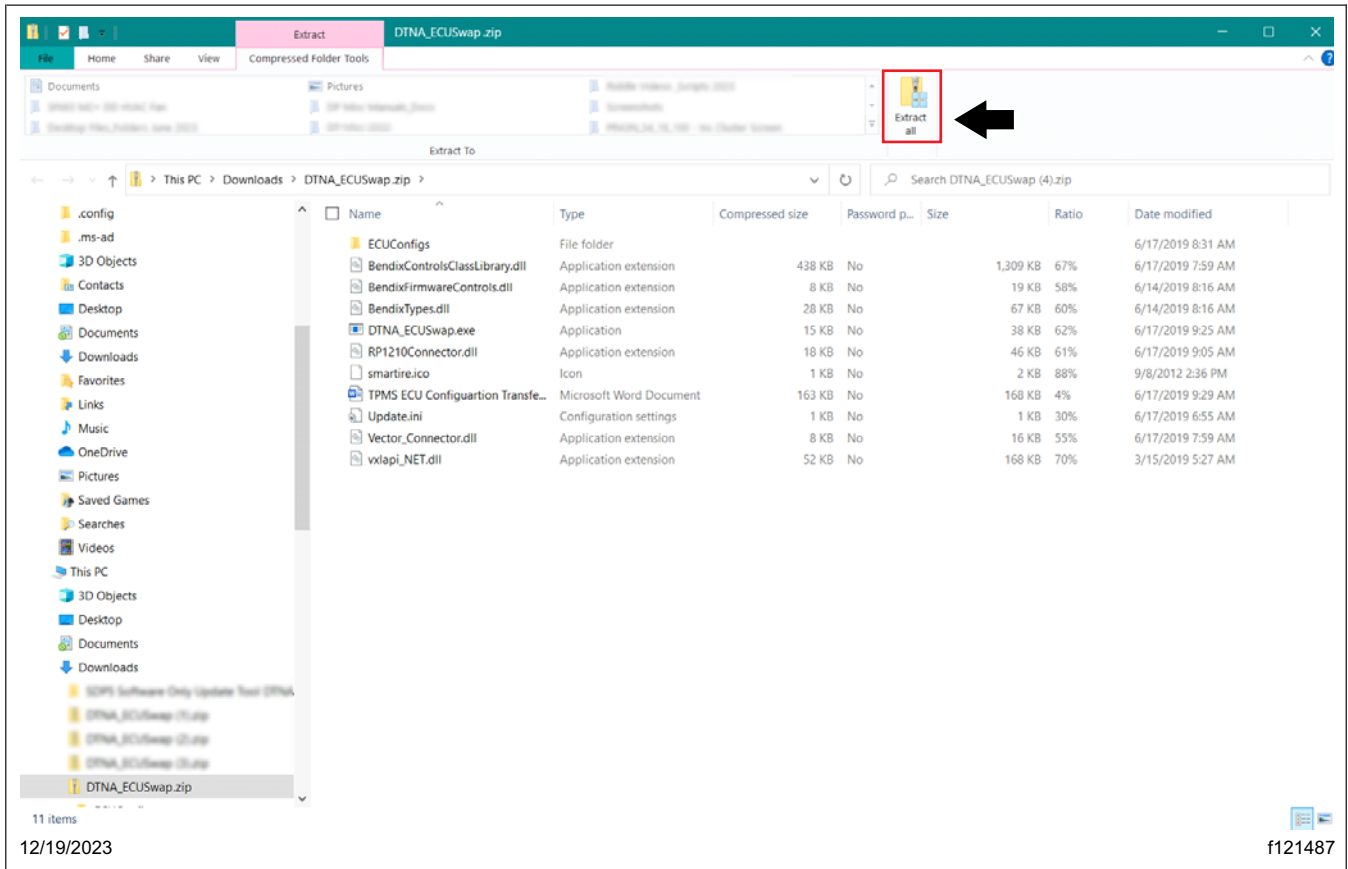 Extract DTNA_ECUSwap.zip
File Home Share View Compressed Folder Tools
Documents Pictures
Extract all
Extract To
This PC > Downloads > DTNA_ECUSwap.zip > Search DTNA_ECUSwap (4).zip
.config
.ms-ad
3D Objects
Contacts
Desktop
Documents
Downloads
Favorites
Links
Music
OneDrive
Pictures
Saved Games
Searches
Videos
This PC
3D Objects
Desktop
Documents
Downloads
DTNA_ECUSwap (1).zip
DTNA_ECUSwap (2).zip
DTNA_ECUSwap (3).zip
DTNA_ECUSwap.zip
Name Type Compressed size Password p... Size Ratio Date modified
ECUConfigs File folder 6/17/2019 8:31 AM
BendixControlsClassLibrary.dll Application extension 438 KB No 1,309 KB 67% 6/17/2019 7:59 AM
BendixFirmwareControls.dll Application extension 8 KB No 19 KB 58% 6/14/2019 8:16 AM
BendixTypes.dll Application extension 28 KB No 67 KB 60% 6/14/2019 8:16 AM
DTNA_ECUSwap.exe Application 15 KB No 38 KB 62% 6/17/2019 9:25 AM
RP1210Connector.dll Application extension 18 KB No 46 KB 61% 6/17/2019 9:05 AM
smartire.ico Icon 1 KB No 2 KB 88% 9/8/2012 2:36 PM
TPMS ECU Configuartion Transfe... Microsoft Word Document 163 KB No 168 KB 4% 6/17/2019 9:29 AM
Update.ini Configuration settings 1 KB No 1 KB 30% 6/17/2019 6:55 AM
Vector_Connector.dll Application extension 8 KB No 16 KB 55% 6/17/2019 7:59 AM
vxlapi_NET.dll Application extension 52 KB No 168 KB 70% 3/15/2019 5:27 AM
11 items
12/19/2023 f121487